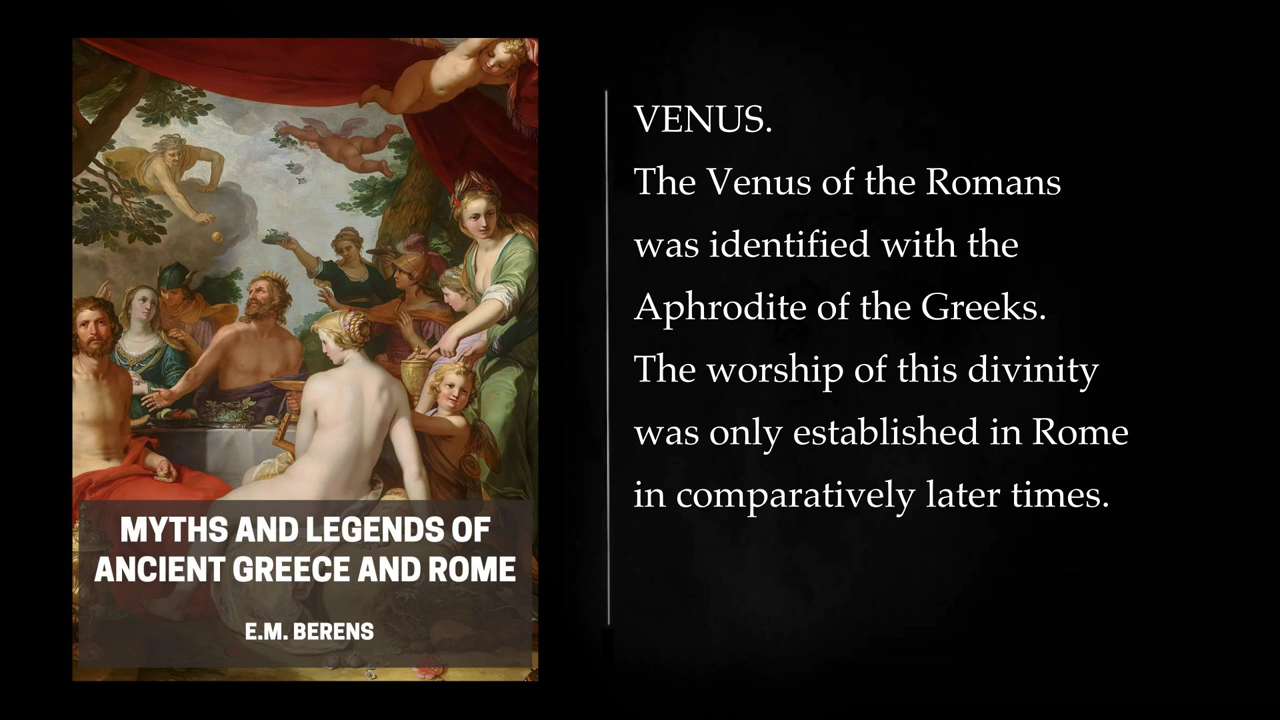 MYTHS AND LEGENDS OF
ANCIENT GREECE AND ROME
E.M. BERENS
VENUS.
The Venus of the Romans
was identified with the
Aphrodite of the Greeks.
The worship of this divinity
was only established in Rome
in comparatively later times.